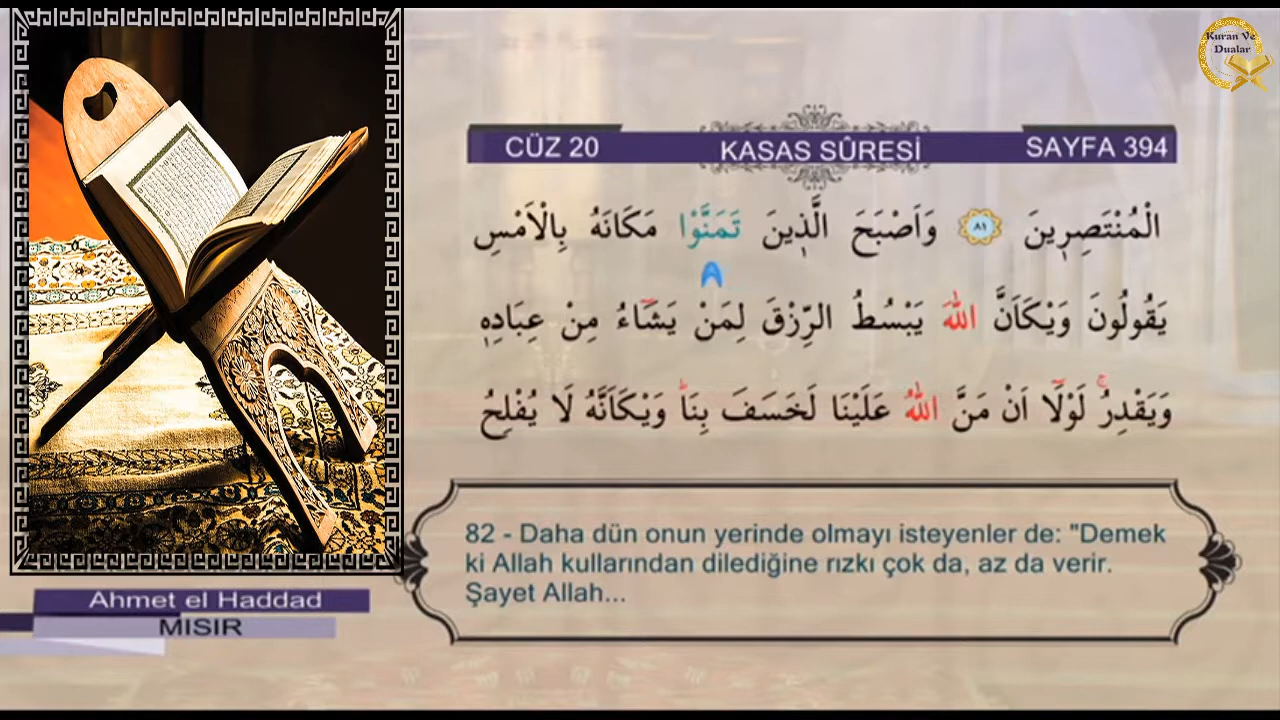 Kuran Ve
Dualar
CÜZ 20
KASAS SÛRESİ
SAYFA 394
الْمُنْتَصِر۪ينَ ﴿٨١﴾ وَاَصْبَحَ الَّذ۪ينَ تَمَنَّوْا مَكَانَهُ بِالْاَمْسِ
يَقُولُونَ وَيْكَاَنَّ اللّٰهَ يَبْسُطُ الرِّزْقَ لِمَنْ يَشَٓاءُ مِنْ عِبَادِه۪
وَيَقْدِرُۚ لَوْلَٓا اَنْ مَنَّ اللّٰهُ عَلَيْنَا لَخَسَفَ بِنَاۜ وَيْكَاَنَّهُ لَا يُفْلِحُ
82 - Daha dün onun yerinde olmayı isteyenler de: "Demek
ki Allah kullarından dilediğine rızkı çok da, az da verir.
Şayet Allah...
Ahmet el Haddad
MISIR